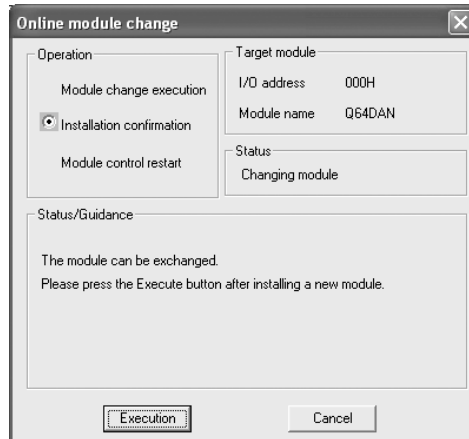 Online module change
Operation
Module change execution
Installation confirmation
Module control restart
Target module
I/O address 000H
Module name Q64DAN
Status
Changing module
Status/Guidance
The module can be exchanged.
Please press the Execute button after installing a new module.
Execution Cancel